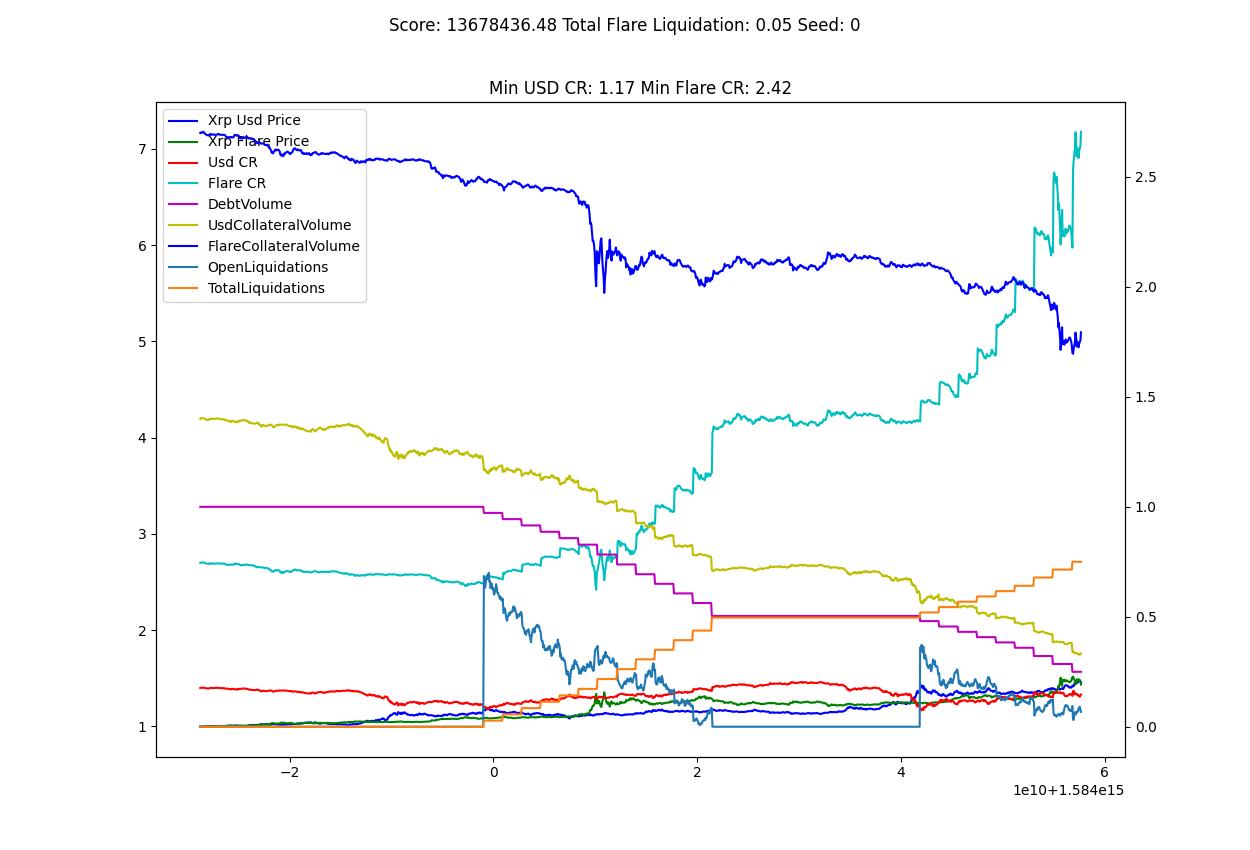 Score: 13678436.48 Total Flare Liquidation: 0.05 Seed: 0
Min USD CR: 1.17 Min Flare CR: 2.42
Xrp Usd Price
Xrp Flare Price
Usd CR
Flare CR
DebtVolume
UsdCollateralVolume
FlareCollateralVolume
OpenLiquidations
TotalLiquidations
7
6
5
4
3
2
1
2.5
2.0
1.5
1.0
0.5
0.0
−2
0
2
4
6
1e10+1.584e15